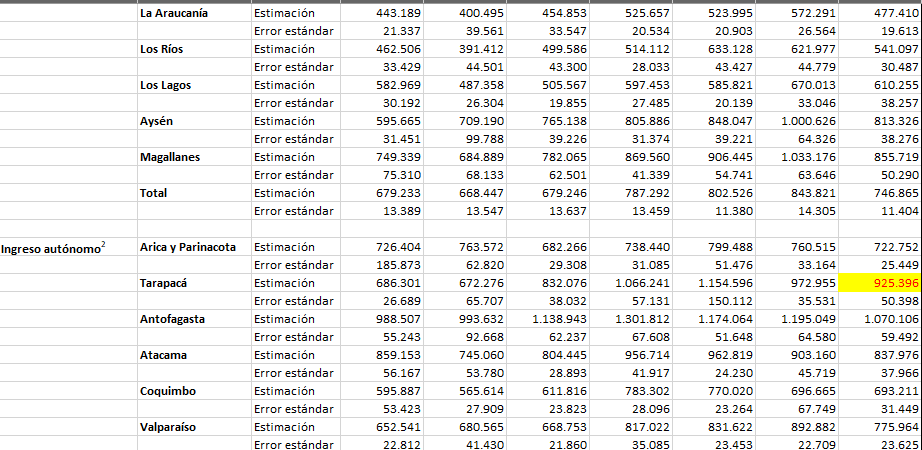 La Araucanía Estimación 443.189 400.495 454.853 525.657 523.995 572.291 477.410
Error estándar 21.337 39.561 33.547 20.534 20.903 26.564 19.613
Los Ríos Estimación 462.506 391.412 499.586 514.112 633.128 621.977 541.097
Error estándar 33.429 44.501 43.300 28.033 43.427 44.779 30.487
Los Lagos Estimación 582.969 487.358 505.567 597.453 585.821 670.013 610.255
Error estándar 30.192 26.304 19.855 27.485 20.139 33.046 38.257
Aysén Estimación 595.665 709.190 765.138 805.886 848.047 1.000.626 813.326
Error estándar 31.451 99.788 39.226 31.374 39.221 64.326 38.276
Magallanes Estimación 749.339 684.889 782.065 869.560 906.445 1.033.176 855.719
Error estándar 75.310 68.133 62.501 41.339 54.741 63.646 50.290
Total Estimación 679.233 668.447 679.246 787.292 802.526 843.821 746.865
Error estándar 13.389 13.547 13.637 13.459 11.380 14.305 11.404
Ingreso autónomo2 Arica y Parinacota Estimación 726.404 763.572 682.266 738.440 799.488 760.515 722.752
Error estándar 185.873 62.820 29.308 31.085 51.476 33.164 25.449
Tarapacá Estimación 686.301 672.276 832.076 1.066.241 1.154.596 972.955 925.396
Error estándar 26.689 65.707 38.032 57.131 150.112 35.531 50.398
Antofagasta Estimación 988.507 993.632 1.138.943 1.301.812 1.174.064 1.195.049 1.070.106
Error estándar 55.243 92.668 62.237 67.608 51.648 64.580 59.492
Atacama Estimación 859.153 745.060 804.445 956.714 962.819 903.160 837.976
Error estándar 56.167 53.780 28.893 41.917 24.230 45.719 37.966
Coquimbo Estimación 595.887 565.614 611.816 783.302 770.020 696.665 693.211
Error estándar 53.423 27.909 23.823 28.096 23.264 67.749 31.449
Valparaíso Estimación 652.541 680.565 668.753 817.022 831.622 892.882 775.964
Error estándar 22.812 41.430 21.860 35.085 23.453 22.709 23.625